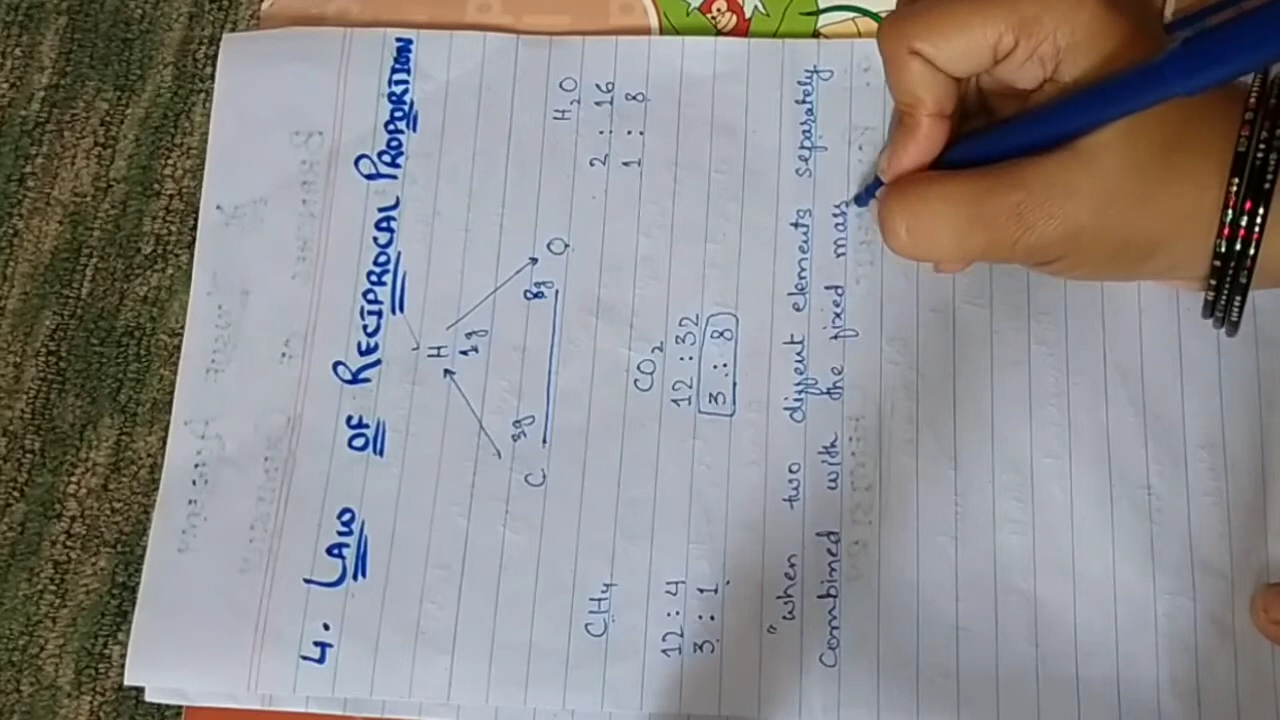 4. LAW OF RECIPROCAL PROPORTION
H
1g
C 3g 8g O
CH4
12 : 4
3 : 1
CO2
12 : 32
3 : 8
H2O
2 : 16
1 : 8
"when two different elements separately
Combined with the fixed mass